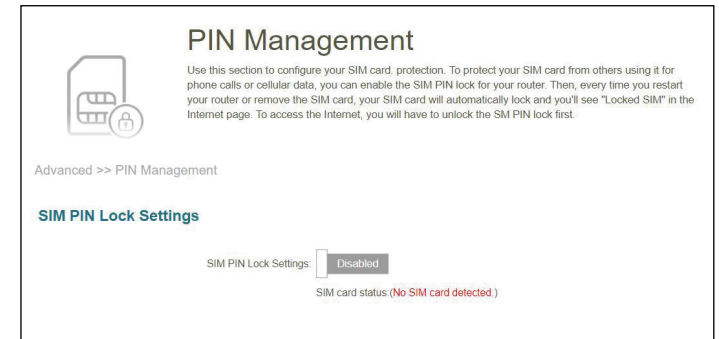 PIN Management
Use this section to configure your SIM card. protection. To protect your SIM card from others using it for
phone calls or cellular data, you can enable the SIM PIN lock for your router. Then, every time you restart
your router or remove the SIM card, your SIM card will automatically lock and you'll see "Locked SIM" in the
Internet page. To access the Internet, you will have to unlock the SM PIN lock first.
Advanced >> PIN Management
SIM PIN Lock Settings
SIM PIN Lock Settings: Disabled
SIM card status:(No SIM card detected.)